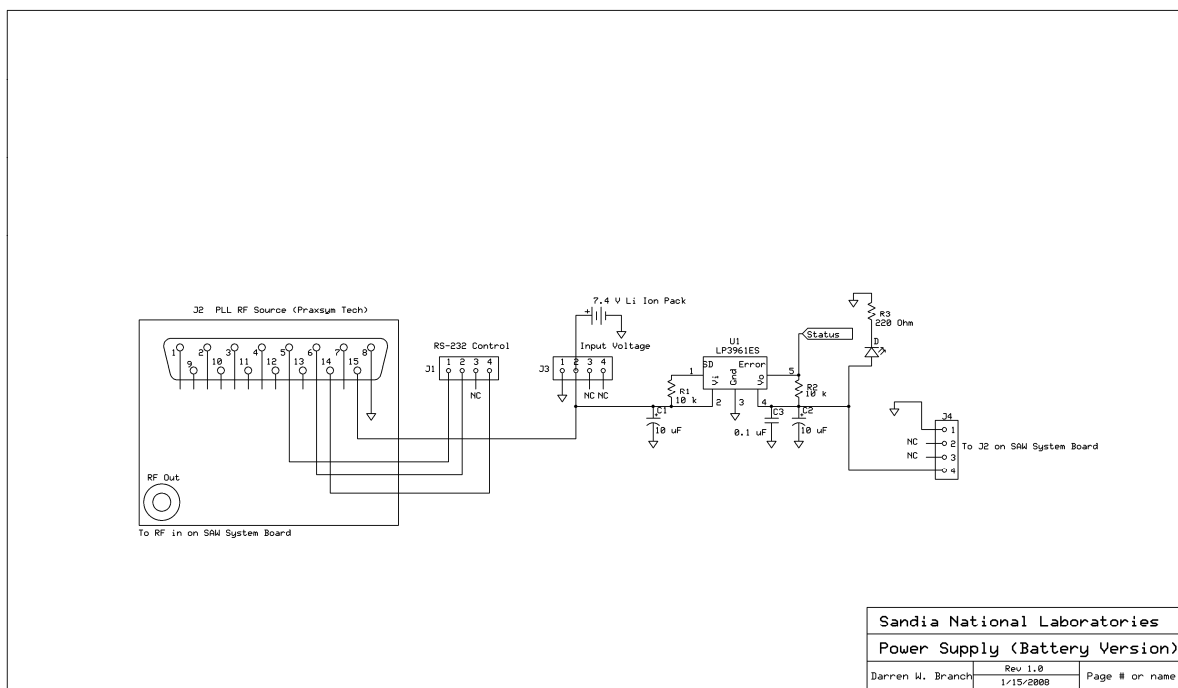 J2 PLL RF Source (Praxsym Tech)
1 2 3 4 5 6 7 8
9 10 11 12 13 14 15
RF Out
To RF in on SAW System Board
RS-232 Control
J1 1 2 3 4
NC
7.4 V Li Ion Pack
+
Input Voltage
J3 1 2 3 4
NC NC
R1
10 k
C1
+
10 uF
U1
LP3961ES
SD Error
Vi Gnd Vo
1 5
2 3 4
Status
R2
10 k
C3
0.1 uF
C2
+
10 uF
R3
220 Ohm
D
J4
1
NC 2
NC 3
4
To J2 on SAW System Board
Sandia National Laboratories
Power Supply (Battery Version)
Darren W. Branch
Rev 1.0
1/15/2008
Page # or name